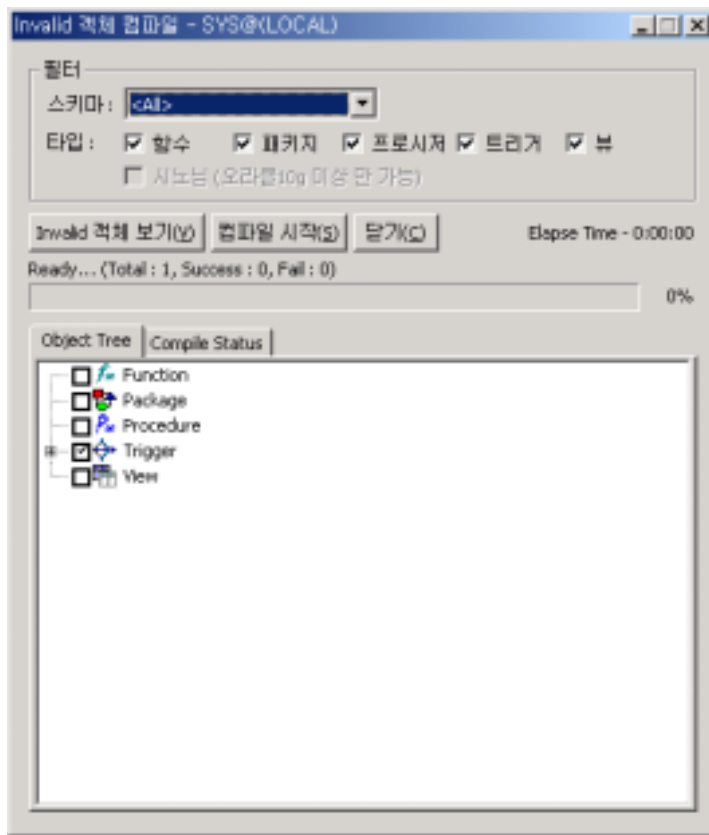 Invalid 객체 컴파일 - SYS@(LOCAL)
필터
스키마 : <All>
타입 : 함수 패키지 프로시저 트리거 뷰
시노님 (오라클10g 이상 만 가능)
Invalid 객체 보기(V) 컴파일 시작(S) 닫기(C) Elapse Time - 0:00:00
Ready... (Total : 1, Success : 0, Fail : 0)
0%
Object Tree Compile Status
Function
Package
Procedure
Trigger
View